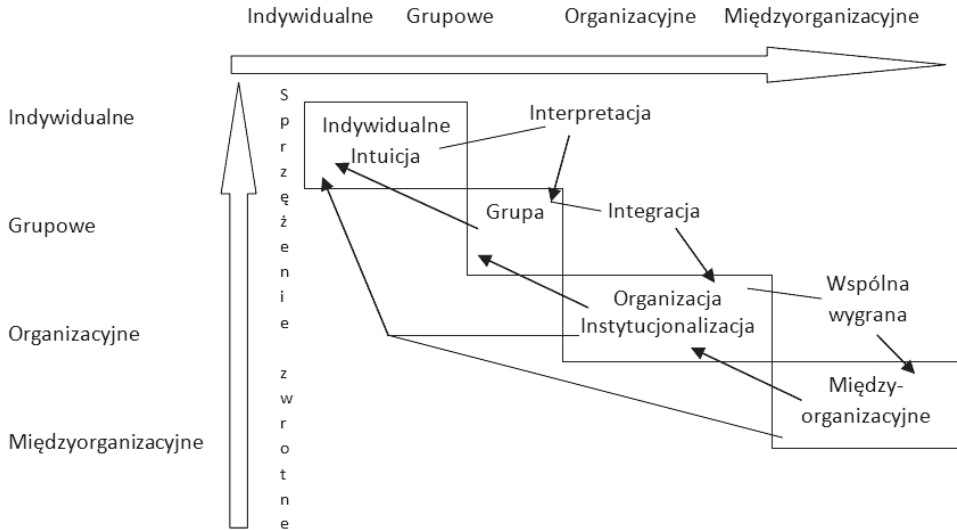 Indywidualne Grupowe Organizacyjne Międzyorganizacyjne
Indywidualne
Grupowe
Organizacyjne
Międzyorganizacyjne
Sprzężenie zwrotne
Indywidualne
Intuicja
Interpretacja
Grupa
Integracja
Organizacja
Instytucjonalizacja
Wspólna
wygrana
Między-
organizacyjne